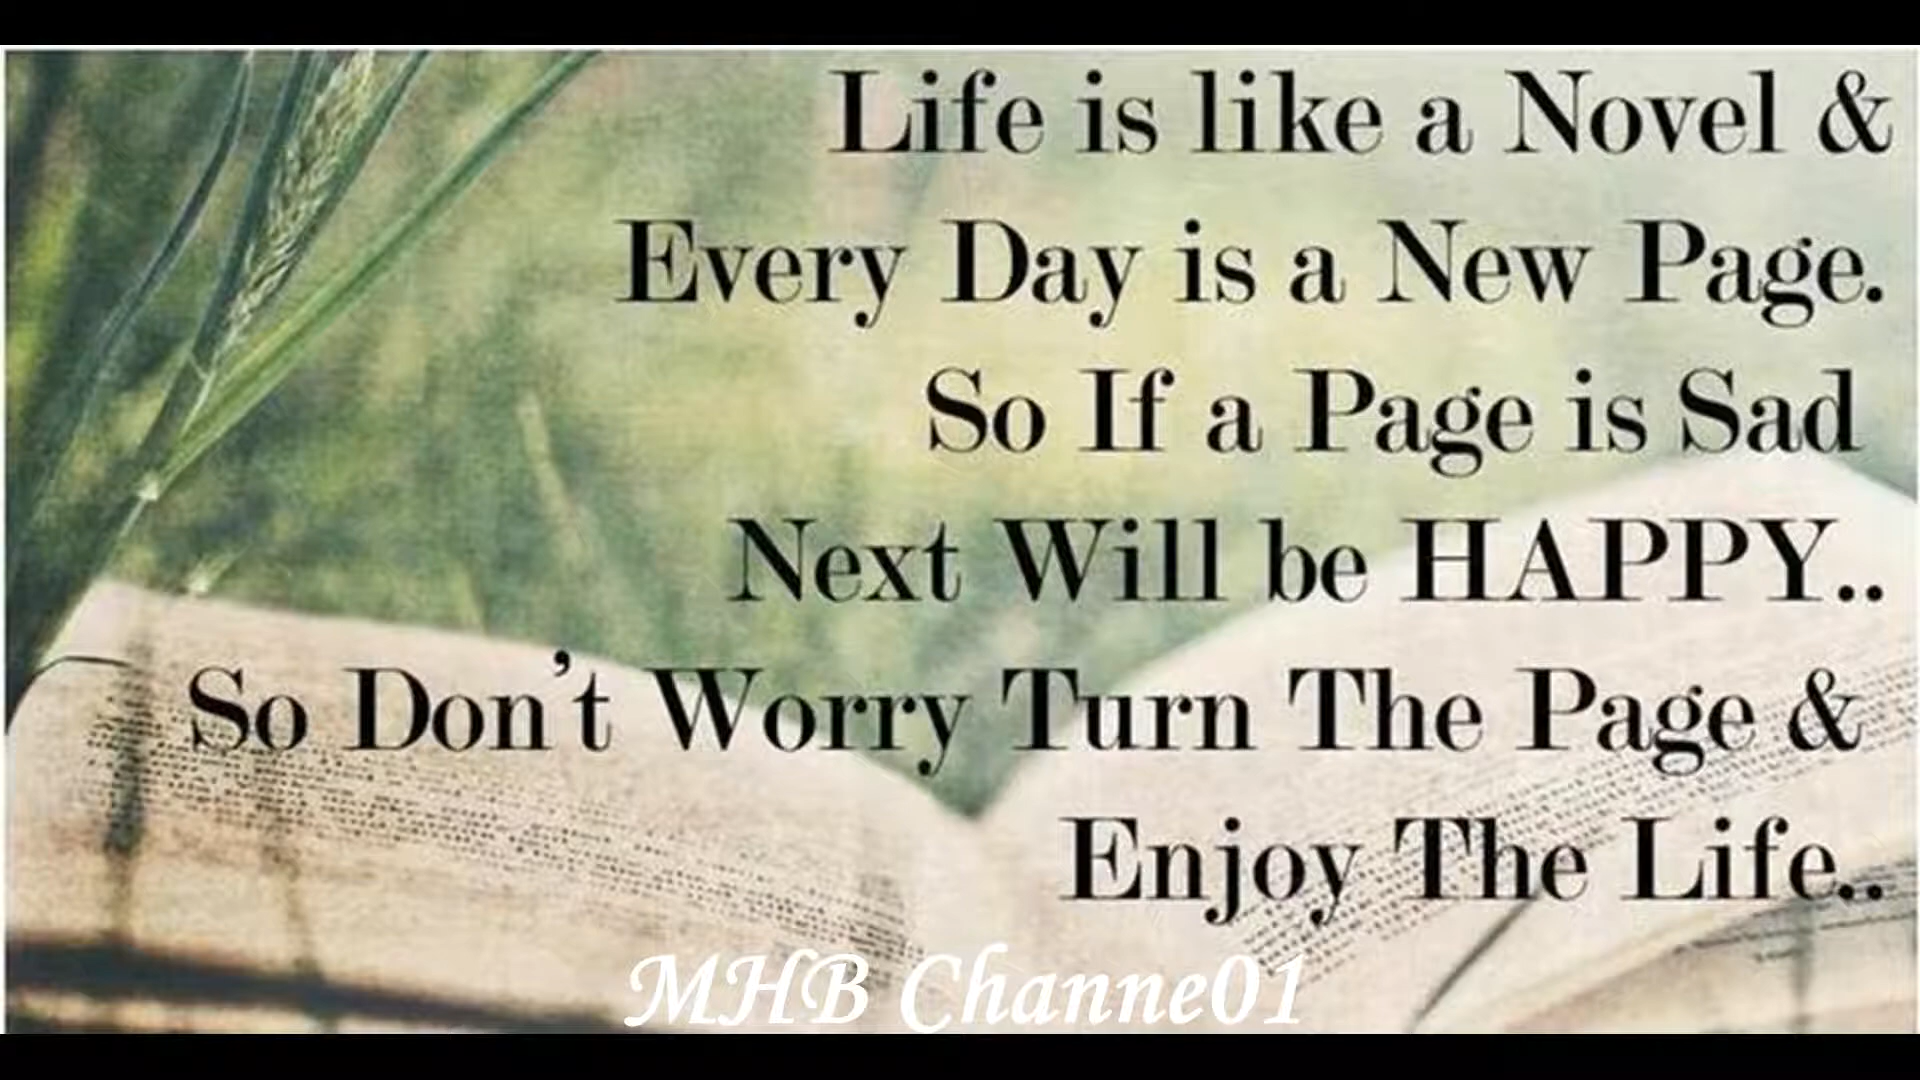 Life is like a Novel &
Every Day is a New Page.
So If a Page is Sad
Next Will be HAPPY..
So Don't Worry Turn The Page &
Enjoy The Life..
MHB Channe01